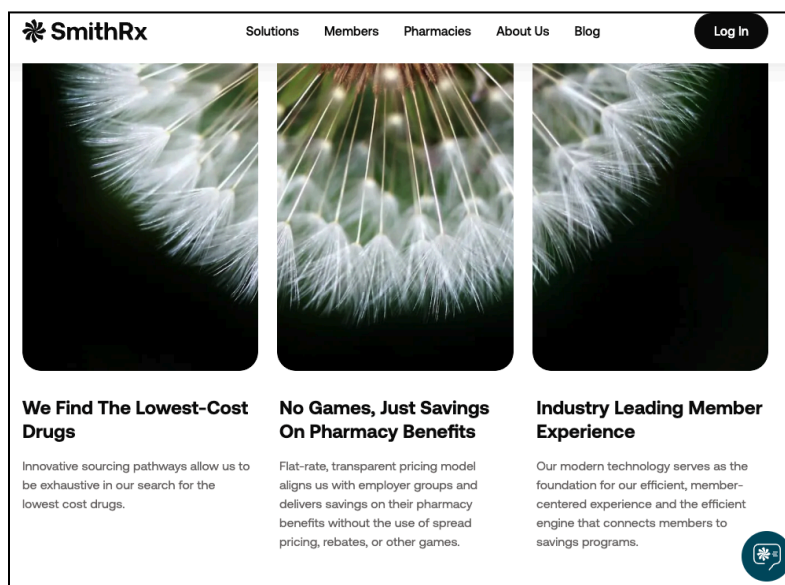 SmithRx
Solutions Members Pharmacies About Us Blog Log In
We Find The Lowest-Cost
Drugs
Innovative sourcing pathways allow us to
be exhaustive in our search for the
lowest cost drugs.
No Games, Just Savings
On Pharmacy Benefits
Flat-rate, transparent pricing model
aligns us with employer groups and
delivers savings on their pharmacy
benefits without the use of spread
pricing, rebates, or other games.
Industry Leading Member
Experience
Our modern technology serves as the
foundation for our efficient, member-
centered experience and the efficient
engine that connects members to
savings programs.